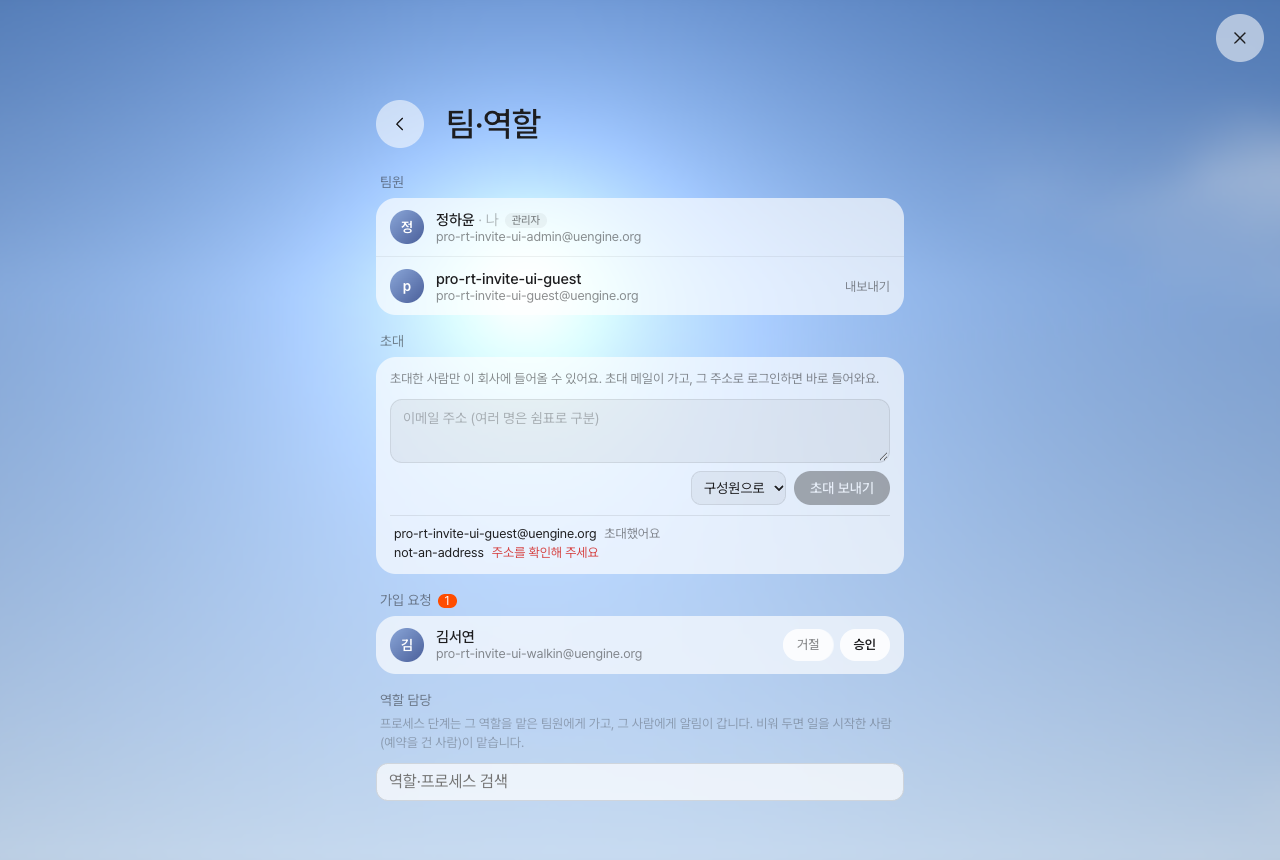 팀·역할
팀원
정
정하윤 · 나 관리자
pro-rt-invite-ui-admin@uengine.org
p
pro-rt-invite-ui-guest
pro-rt-invite-ui-guest@uengine.org
내보내기
초대
초대한 사람만 이 회사에 들어올 수 있어요. 초대 메일이 가고, 그 주소로 로그인하면 바로 들어와요.
이메일 주소 (여러 명은 쉼표로 구분)
구성원으로
초대 보내기
pro-rt-invite-ui-guest@uengine.org 초대했어요
not-an-address 주소를 확인해 주세요
가입 요청 1
김
김서연
pro-rt-invite-ui-walkin@uengine.org
거절
승인
역할 담당
프로세스 단계는 그 역할을 맡은 팀원에게 가고, 그 사람에게 알림이 갑니다. 비워 두면 일을 시작한 사람
(예약을 건 사람)이 맡습니다.
역할·프로세스 검색